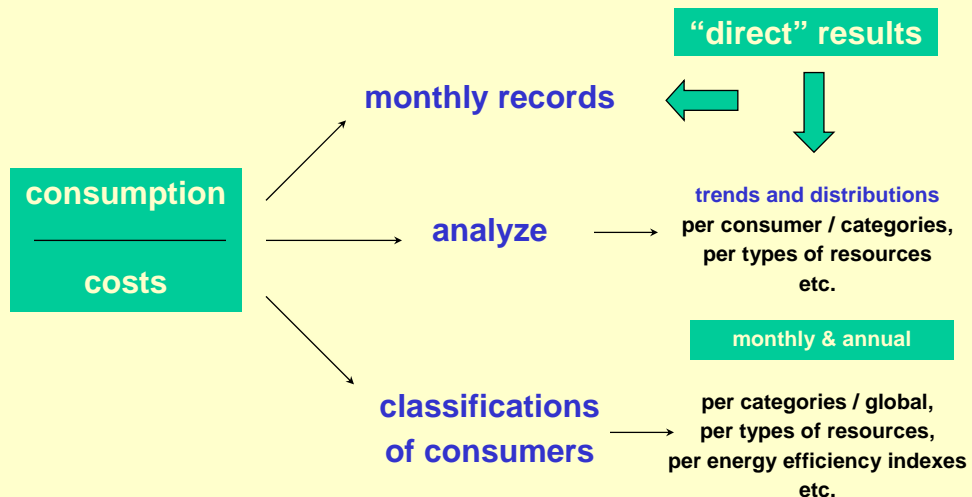 “direct” results
monthly records
consumption
costs
analyze
trends and distributions
per consumer / categories,
per types of resources
etc.
monthly & annual
classifications
of consumers
per categories / global,
per types of resources,
per energy efficiency indexes
etc.